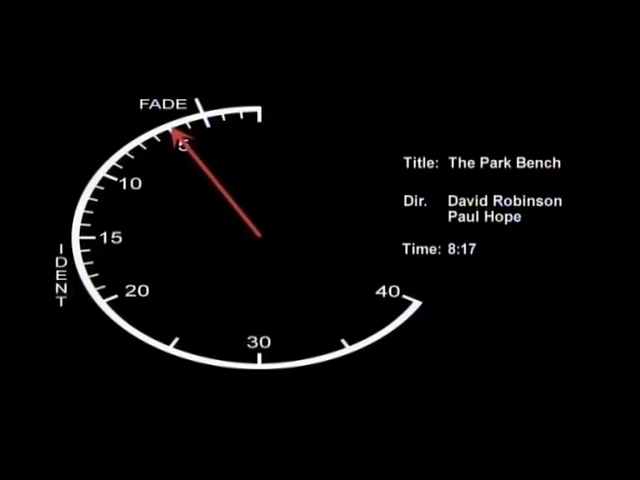 FADE
5
10
15
IDENT
20
30
40
Title: The Park Bench
Dir. David Robinson
Paul Hope
Time: 8:17